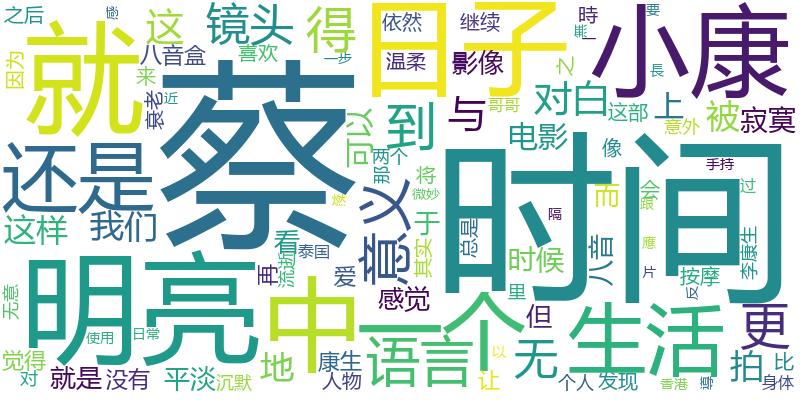 之后
因为
就
八音盒
来
近
衰老
这
镜头
喜欢
一步
得
可以
依然
温柔
日子
继续
影像
哥哥
与
到
时
之
小康
对白
这部
上
意外
被
寂寞
要
長
電
电影
像
手持
还是
蔡
那
两个
微妙
将
而
会
跟
过
这样
我们
意义
于
其实
总是
时间
隔
应
李康生
看
泰国
流逝
再
爱
感觉
时候
里
八音
片
按摩
反
无意
明亮
使用
日常
中
一个
但
生活
更
觉得
对
就是
没有
平淡
沉默
地
康生
人物
语言
让
以
无
个人
发现
香港
拍
比
身体